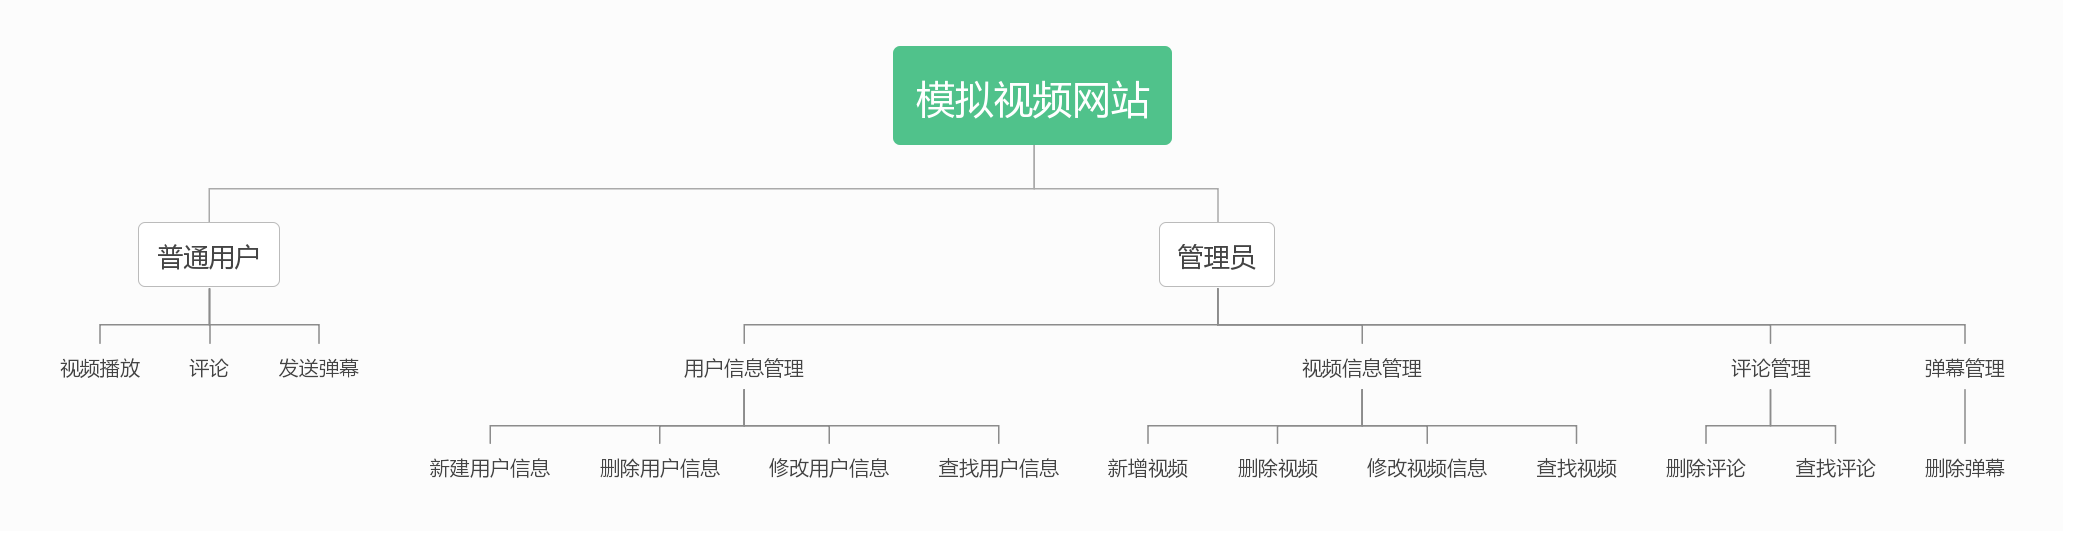 模拟视频网站
普通用户
管理员
视频播放
评论
发送弹幕
用户信息管理
视频信息管理
评论管理
弹幕管理
新建用户信息
删除用户信息
修改用户信息
查找用户信息
新增视频
删除视频
修改视频信息
查找视频
删除评论
查找评论
删除弹幕